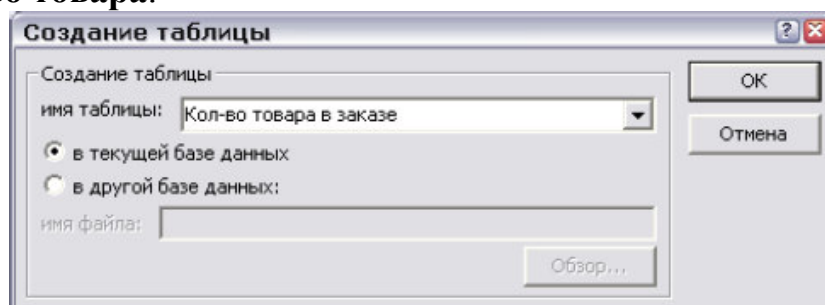 о товара.
Создание таблицы
Создание таблицы
имя таблицы: Кол-во товара в заказе
в текущей базе данных
в другой базе данных:
имя файла:
Обзор...
ОК
Отмена